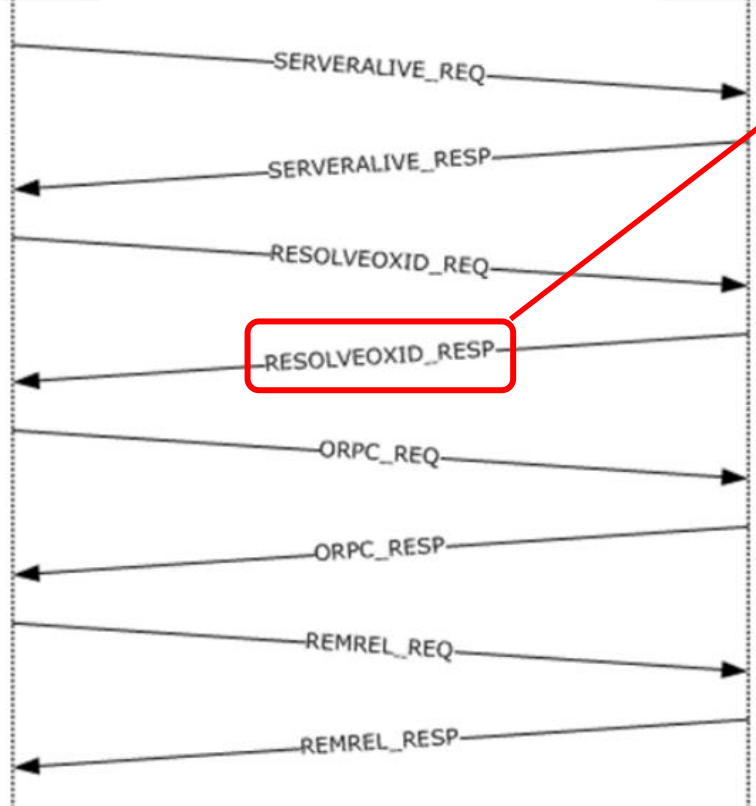 SERVERALIVE_REQ
SERVERALIVE_RESP
RESOLVEOXID_REQ
RESOLVEOXID_RESP
ORPC_REQ
ORPC_RESP
REMREL_REQ
REMREL_RESP